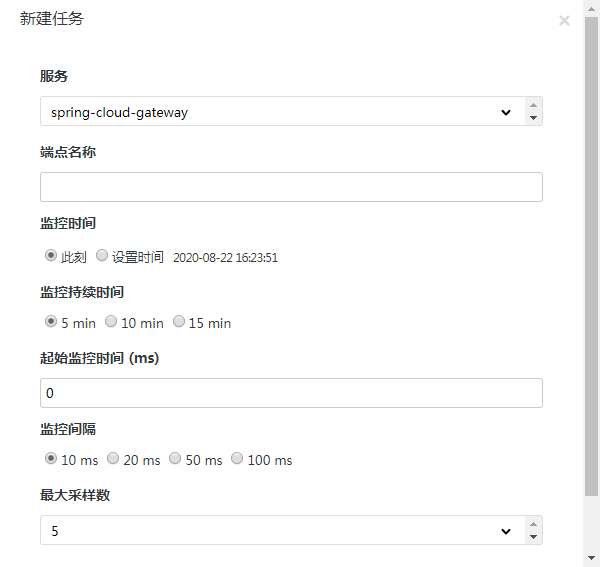 新建任务 ×
服务
spring-cloud-gateway
端点名称
监控时间
此刻 设置时间 2020-08-22 16:23:51
监控持续时间
5 min 10 min 15 min
起始监控时间 (ms)
0
监控间隔
10 ms 20 ms 50 ms 100 ms
最大采样数
5